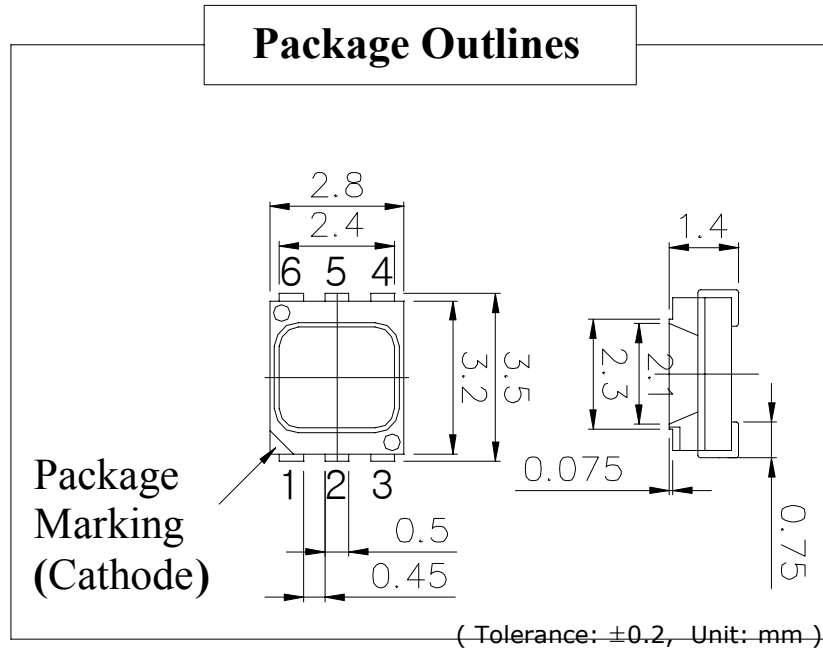 Package Outlines
2.8
2.4
6 5 4
3.2
3.5
1 2 3
0.5
0.45
Package
Marking
(Cathode)
1.4
2.3
2.1
0.075
0.75
( Tolerance: ±0.2, Unit: mm )